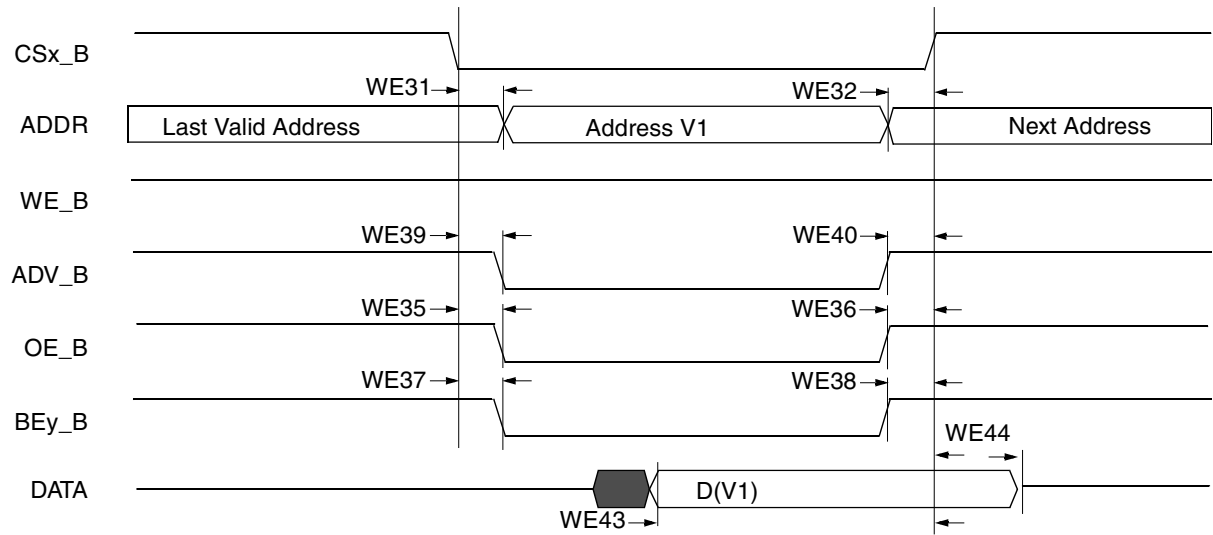 CSx_B
WE31
WE32
ADDR
Last Valid Address
Address V1
Next Address
WE_B
WE39
WE40
ADV_B
WE35
WE36
OE_B
WE37
WE38
BEy_B
WE44
DATA
D(V1)
WE43